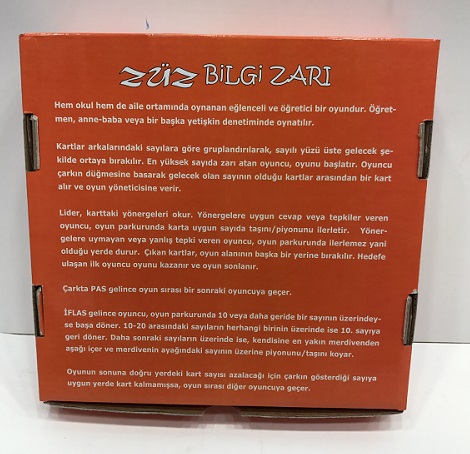 ZÜZ BİLGİ ZARI
Hem okul hem de aile ortamında oynanan eğlenceli ve öğretici bir oyundur. Öğret-
men, anne-baba veya bir başka yetişkin denetiminde oynatılır.
Kartlar arkalarındaki sayılara göre gruplandırılarak, sayılı yüzü üste gelecek şe-
kilde ortaya bırakılır. En yüksek sayıda zarı atan oyuncu, oyunu başlatır. Oyuncu
çarkın düğmesine basarak gelecek olan sayının olduğu kartlar arasından bir kart
alır ve oyun yöneticisine verir.
Lider, karttaki yönergeleri okur. Yönergelere uygun cevap veya tepkiler veren
oyuncu, oyun parkurunda karta uygun sayıda taşını/piyonunu ilerletir. Yöner-
gelere uymayan veya yanlış tepki veren oyuncu, oyun parkurunda ilerlemez yani
olduğu yerde durur. Çıkan kartlar, oyun alanının başka bir yerine bırakılır. Hedefe
ulaşan ilk oyuncu oyunu kazanır ve oyun sonlanır.
Çarkta PAS gelince oyun sırası bir sonraki oyuncuya geçer.
İFLAS gelince oyuncu, oyun parkurunda 10 veya daha geride bir sayının üzerindey-
se başa döner. 10-20 arasındaki sayıların herhangi birinin üzerinde ise 10. sayıya
geri döner. Daha sonraki sayıların üzerinde ise, kendisine en yakın merdivenden
aşağı içer ve merdivenin ayağındaki sayının üzerine piyonunu/taşını koyar.
Oyunun sonuna doğru yerdeki kart sayısı azalacağı için çarkın gösterdiği sayıya
uygun yerde kart kalmamışsa, oyun sırası diğer oyuncuya geçer.